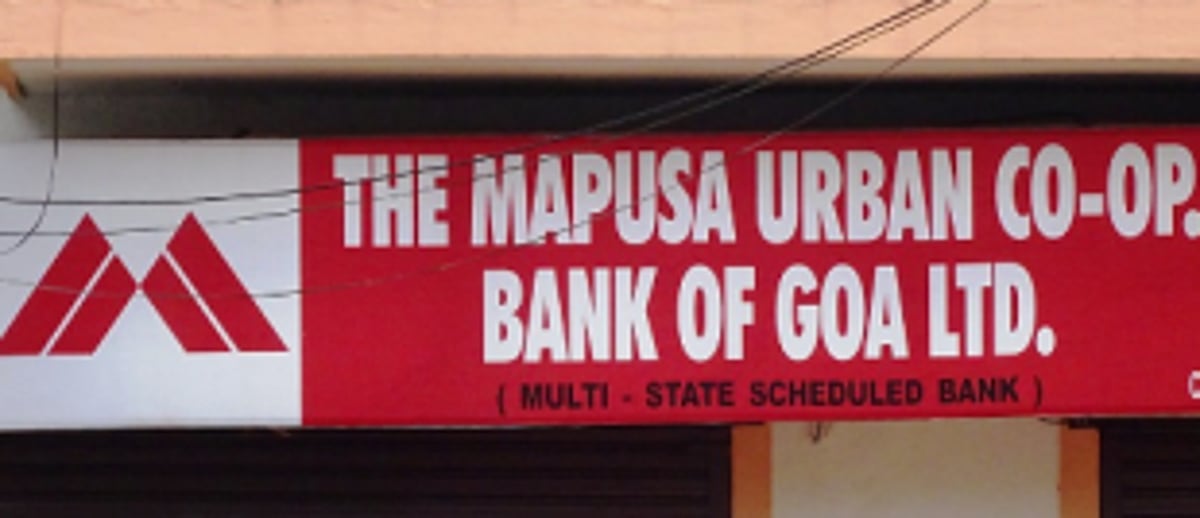 THE MAPUSA URBAN CO-OP.
BANK OF GOA LTD.
( MULTI - STATE SCHEDULED BANK )